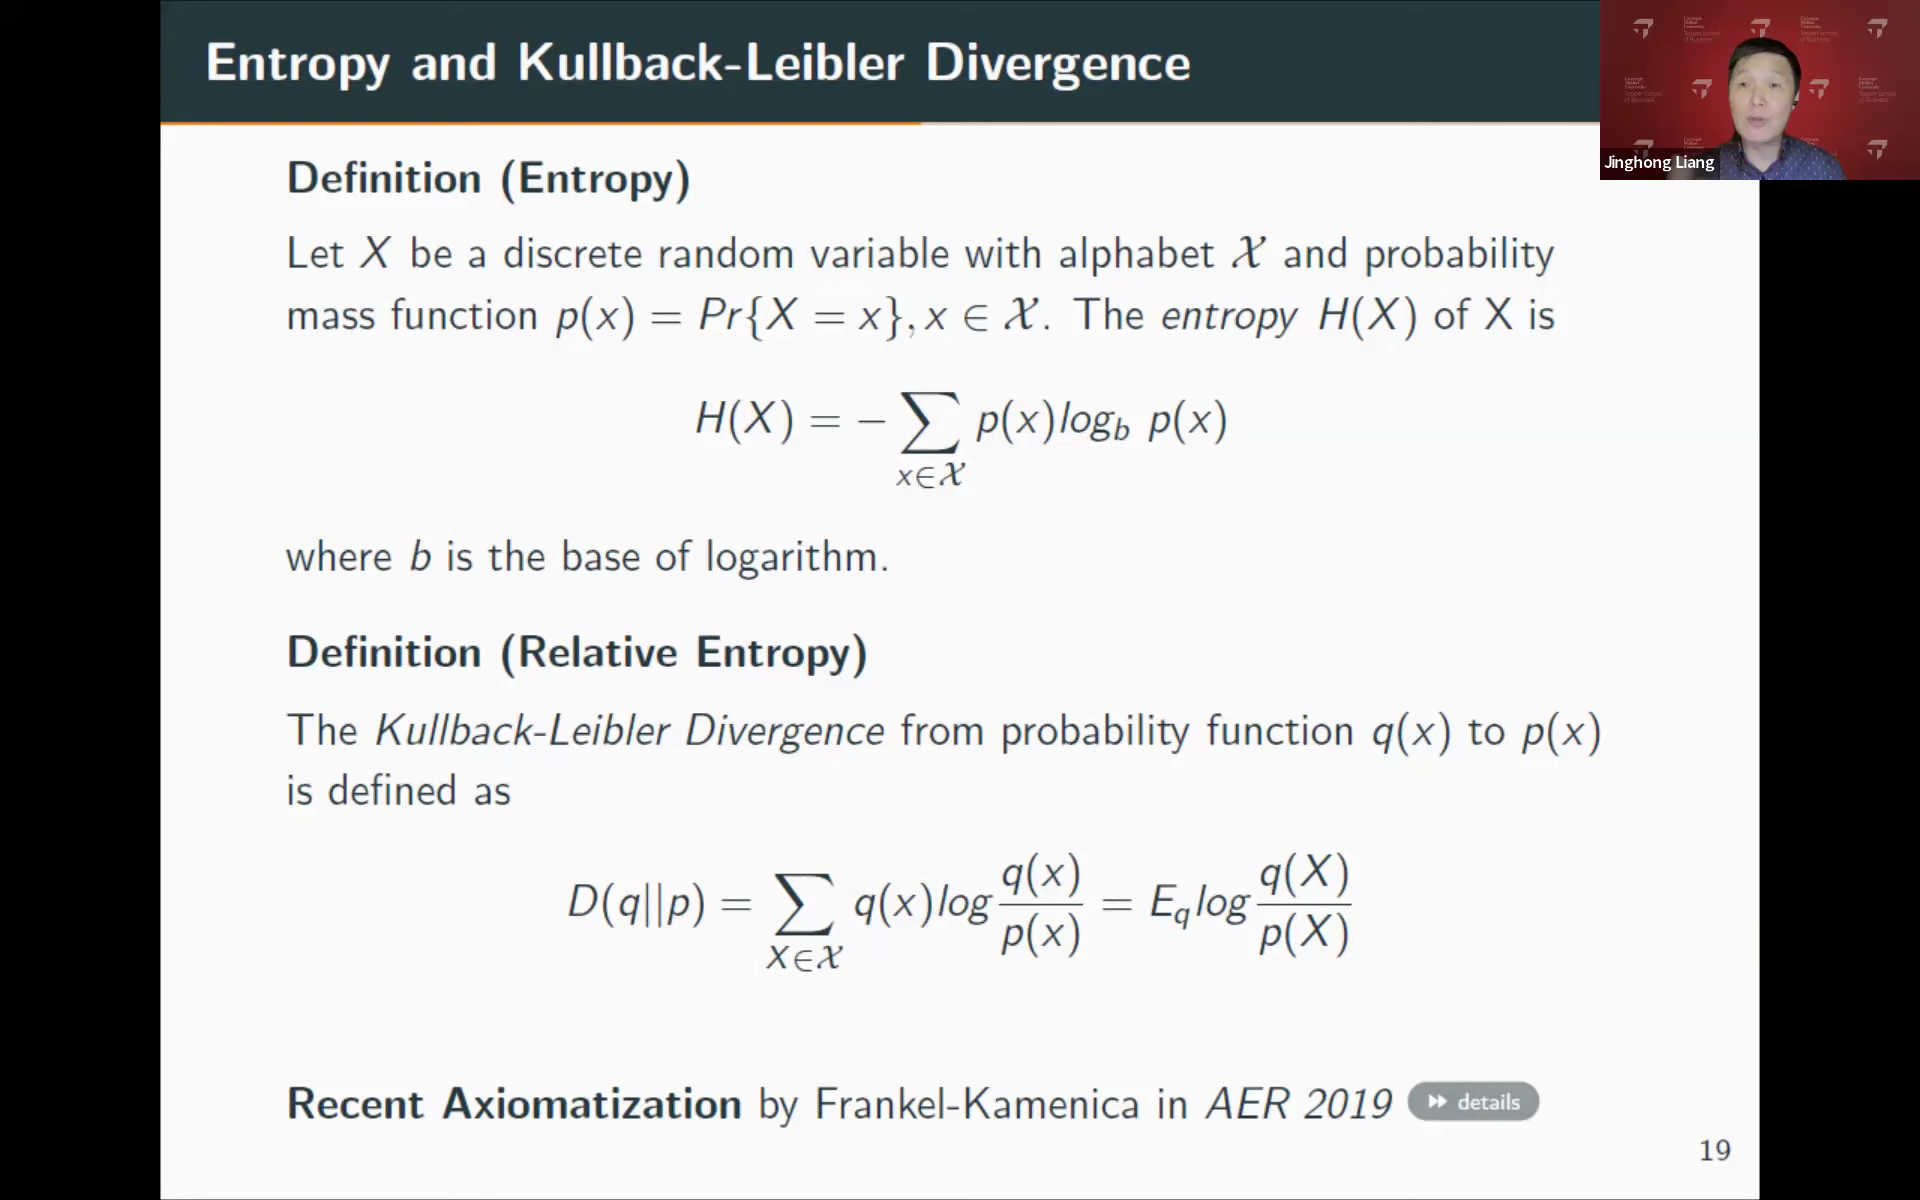 Entropy and Kullback-Leibler Divergence
Jinghong Liang
Definition (Entropy)
Let X be a discrete random variable with alphabet 𝒳 and probability
mass function p(x) = Pr{X = x}, x ∈ 𝒳. The entropy H(X) of X is
H(X) = − ∑_{x∈𝒳} p(x)log_b p(x)
where b is the base of logarithm.
Definition (Relative Entropy)
The Kullback-Leibler Divergence from probability function q(x) to p(x)
is defined as
D(q||p) = ∑_{X∈𝒳} q(x)log q(x)/p(x) = E_q log q(X)/p(X)
Recent Axiomatization by Frankel-Kamenica in AER 2019 details
19